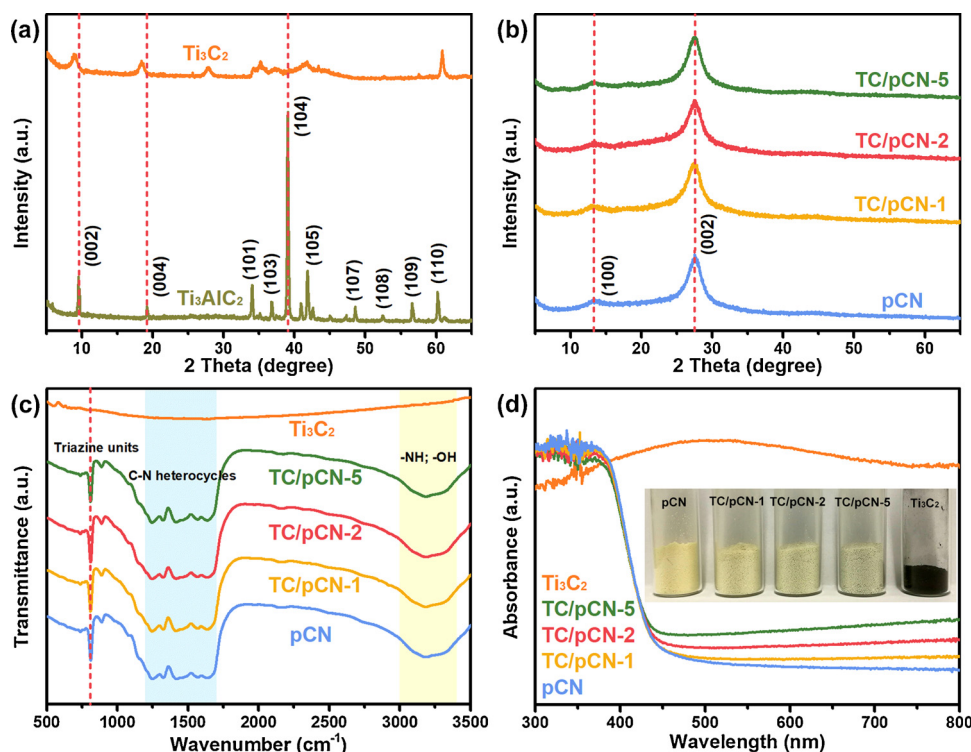 (a)
Ti₃C₂
(104)
(002)
(004)
(101)
(103)
(105)
(107)
(108)
(109)
(110)
Ti₃AlC₂
Intensity (a.u.)
10 20 30 40 50 60
2 Theta (degree)
(b)
TC/pCN-5
TC/pCN-2
TC/pCN-1
(100)
(002)
pCN
Intensity (a.u.)
10 20 30 40 50 60
2 Theta (degree)
(c)
Ti₃C₂
Triazine units
C-N heterocycles
-NH; -OH
TC/pCN-5
TC/pCN-2
TC/pCN-1
pCN
Transmittance (a.u.)
500 1000 1500 2000 2500 3000 3500
Wavenumber (cm⁻¹)
(d)
pCN TC/pCN-1 TC/pCN-2 TC/pCN-5 Ti₃C₂
Ti₃C₂
TC/pCN-5
TC/pCN-2
TC/pCN-1
pCN
Absorbance (a.u.)
300 400 500 600 700 800
Wavelength (nm)